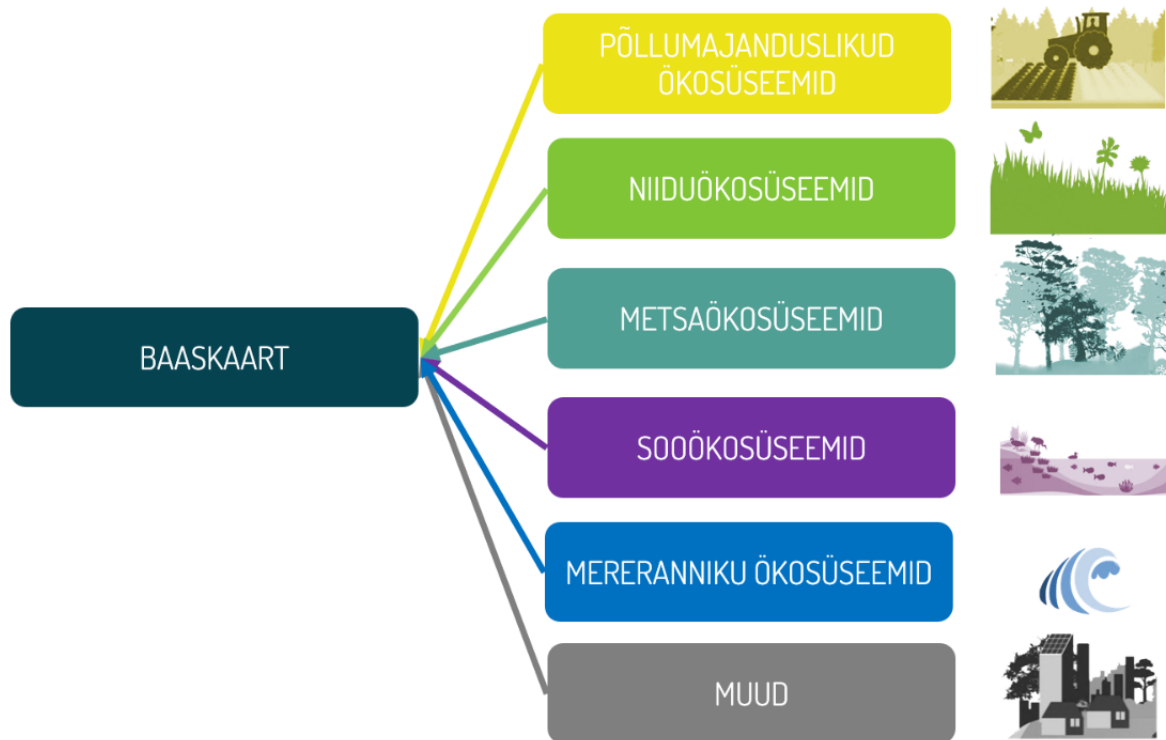 PÕLLUMAJANDUSLIKUD
ÖKOSÜSEEMID
NIIDUÖKOSÜSEEMID
METSAÖKOSÜSEEMID
BAASKAART
SOOÖKOSÜSEEMID
MERERANNIKU ÖKOSÜSEEMID
MUUD